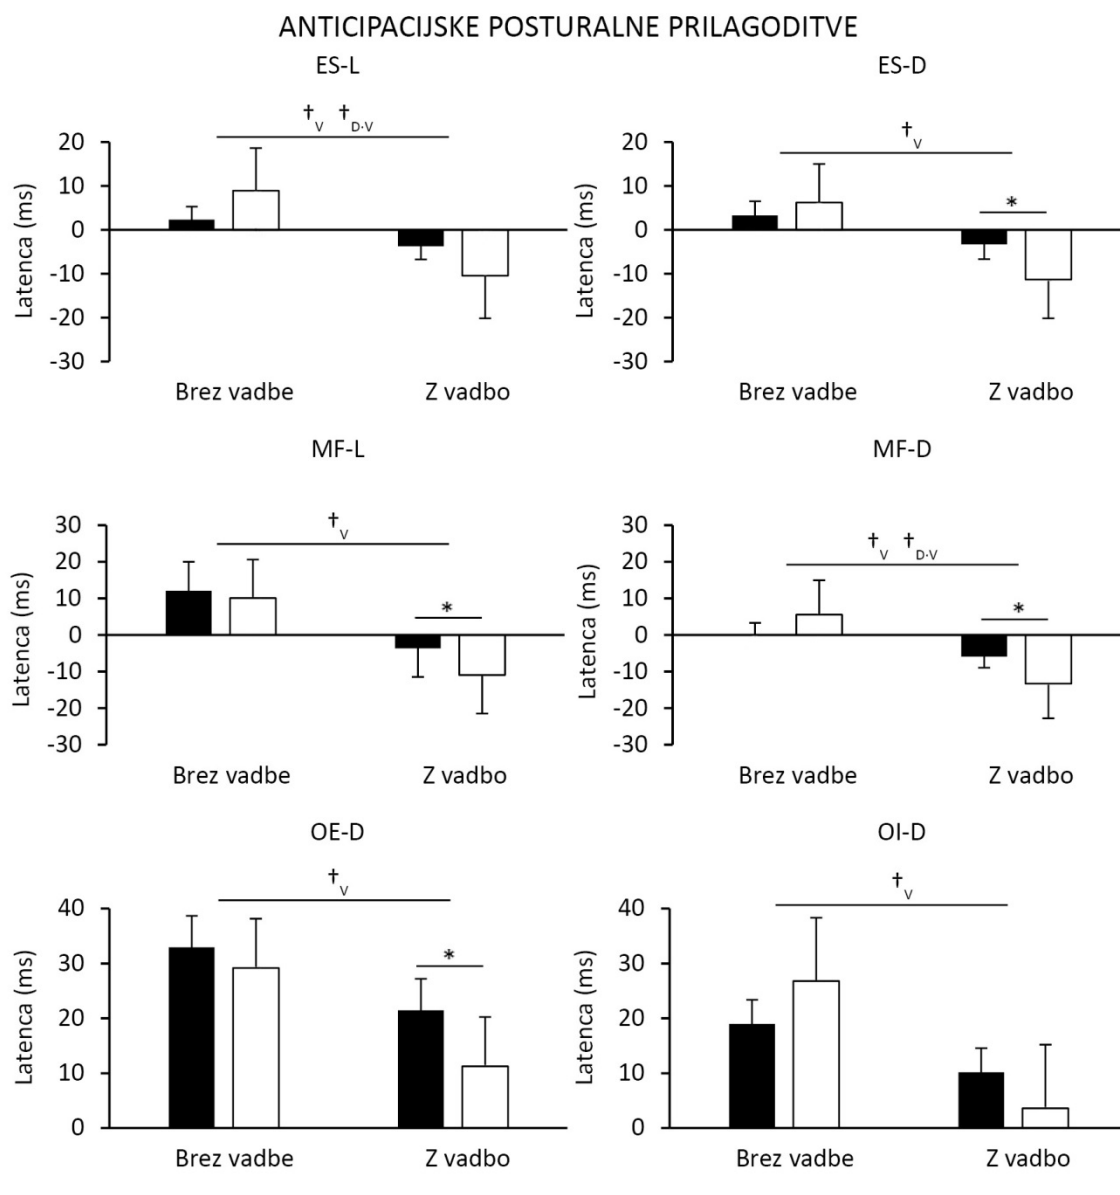 ANTICIPACIJSKE POSTURALNE PRILAGODITVE
ES-L
† V † D·V
Latenca (ms)
20
10
0
-10
-20
-30
Brez vadbe Z vadbo
ES-D
† V
*
Latenca (ms)
20
10
0
-10
-20
-30
Brez vadbe Z vadbo
MF-L
† V
*
Latenca (ms)
30
20
10
0
-10
-20
-30
Brez vadbe Z vadbo
MF-D
† V † D·V
*
Latenca (ms)
30
20
10
0
-10
-20
-30
Brez vadbe Z vadbo
OE-D
† V
*
Latenca (ms)
40
30
20
10
0
Brez vadbe Z vadbo
OI-D
† V
Latenca (ms)
40
30
20
10
0
Brez vadbe Z vadbo